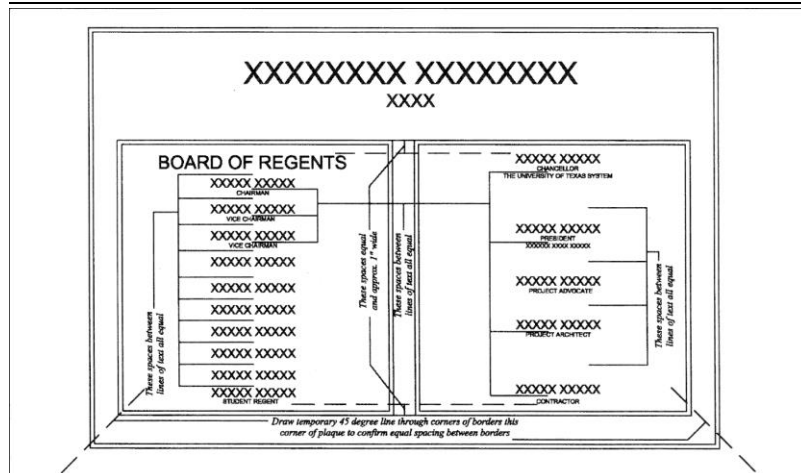 XXXXXXXX XXXXXXXX
XXXX
BOARD OF REGENTS
XXXXX XXXXX
CHAIRMAN
XXXXX XXXXX
VICE CHAIRMAN
XXXXX XXXXX
VICE CHAIRMAN
XXXXX XXXXX
XXXXX XXXXX
XXXXX XXXXX
XXXXX XXXXX
XXXXX XXXXX
XXXXX XXXXX
XXXXX XXXXX
STUDENT REGENT
These spaces between
lines of text all equal
These spaces equal
and approx. 1" wide
These spaces between
lines of text all equal
XXXXX XXXXX
CHANCELLOR
THE UNIVERSITY OF TEXAS SYSTEM
XXXXX XXXXX
PRESIDENT
XXXXXX XXXX XXXXX
XXXXX XXXXX
PROJECT ADVOCATE
XXXXX XXXXX
PROJECT ARCHITECT
XXXXX XXXXX
CONTRACTOR
These spaces between
lines of text all equal
Draw temporary 45 degree line through corners of borders this
corner of plaque to confirm equal spacing between borders